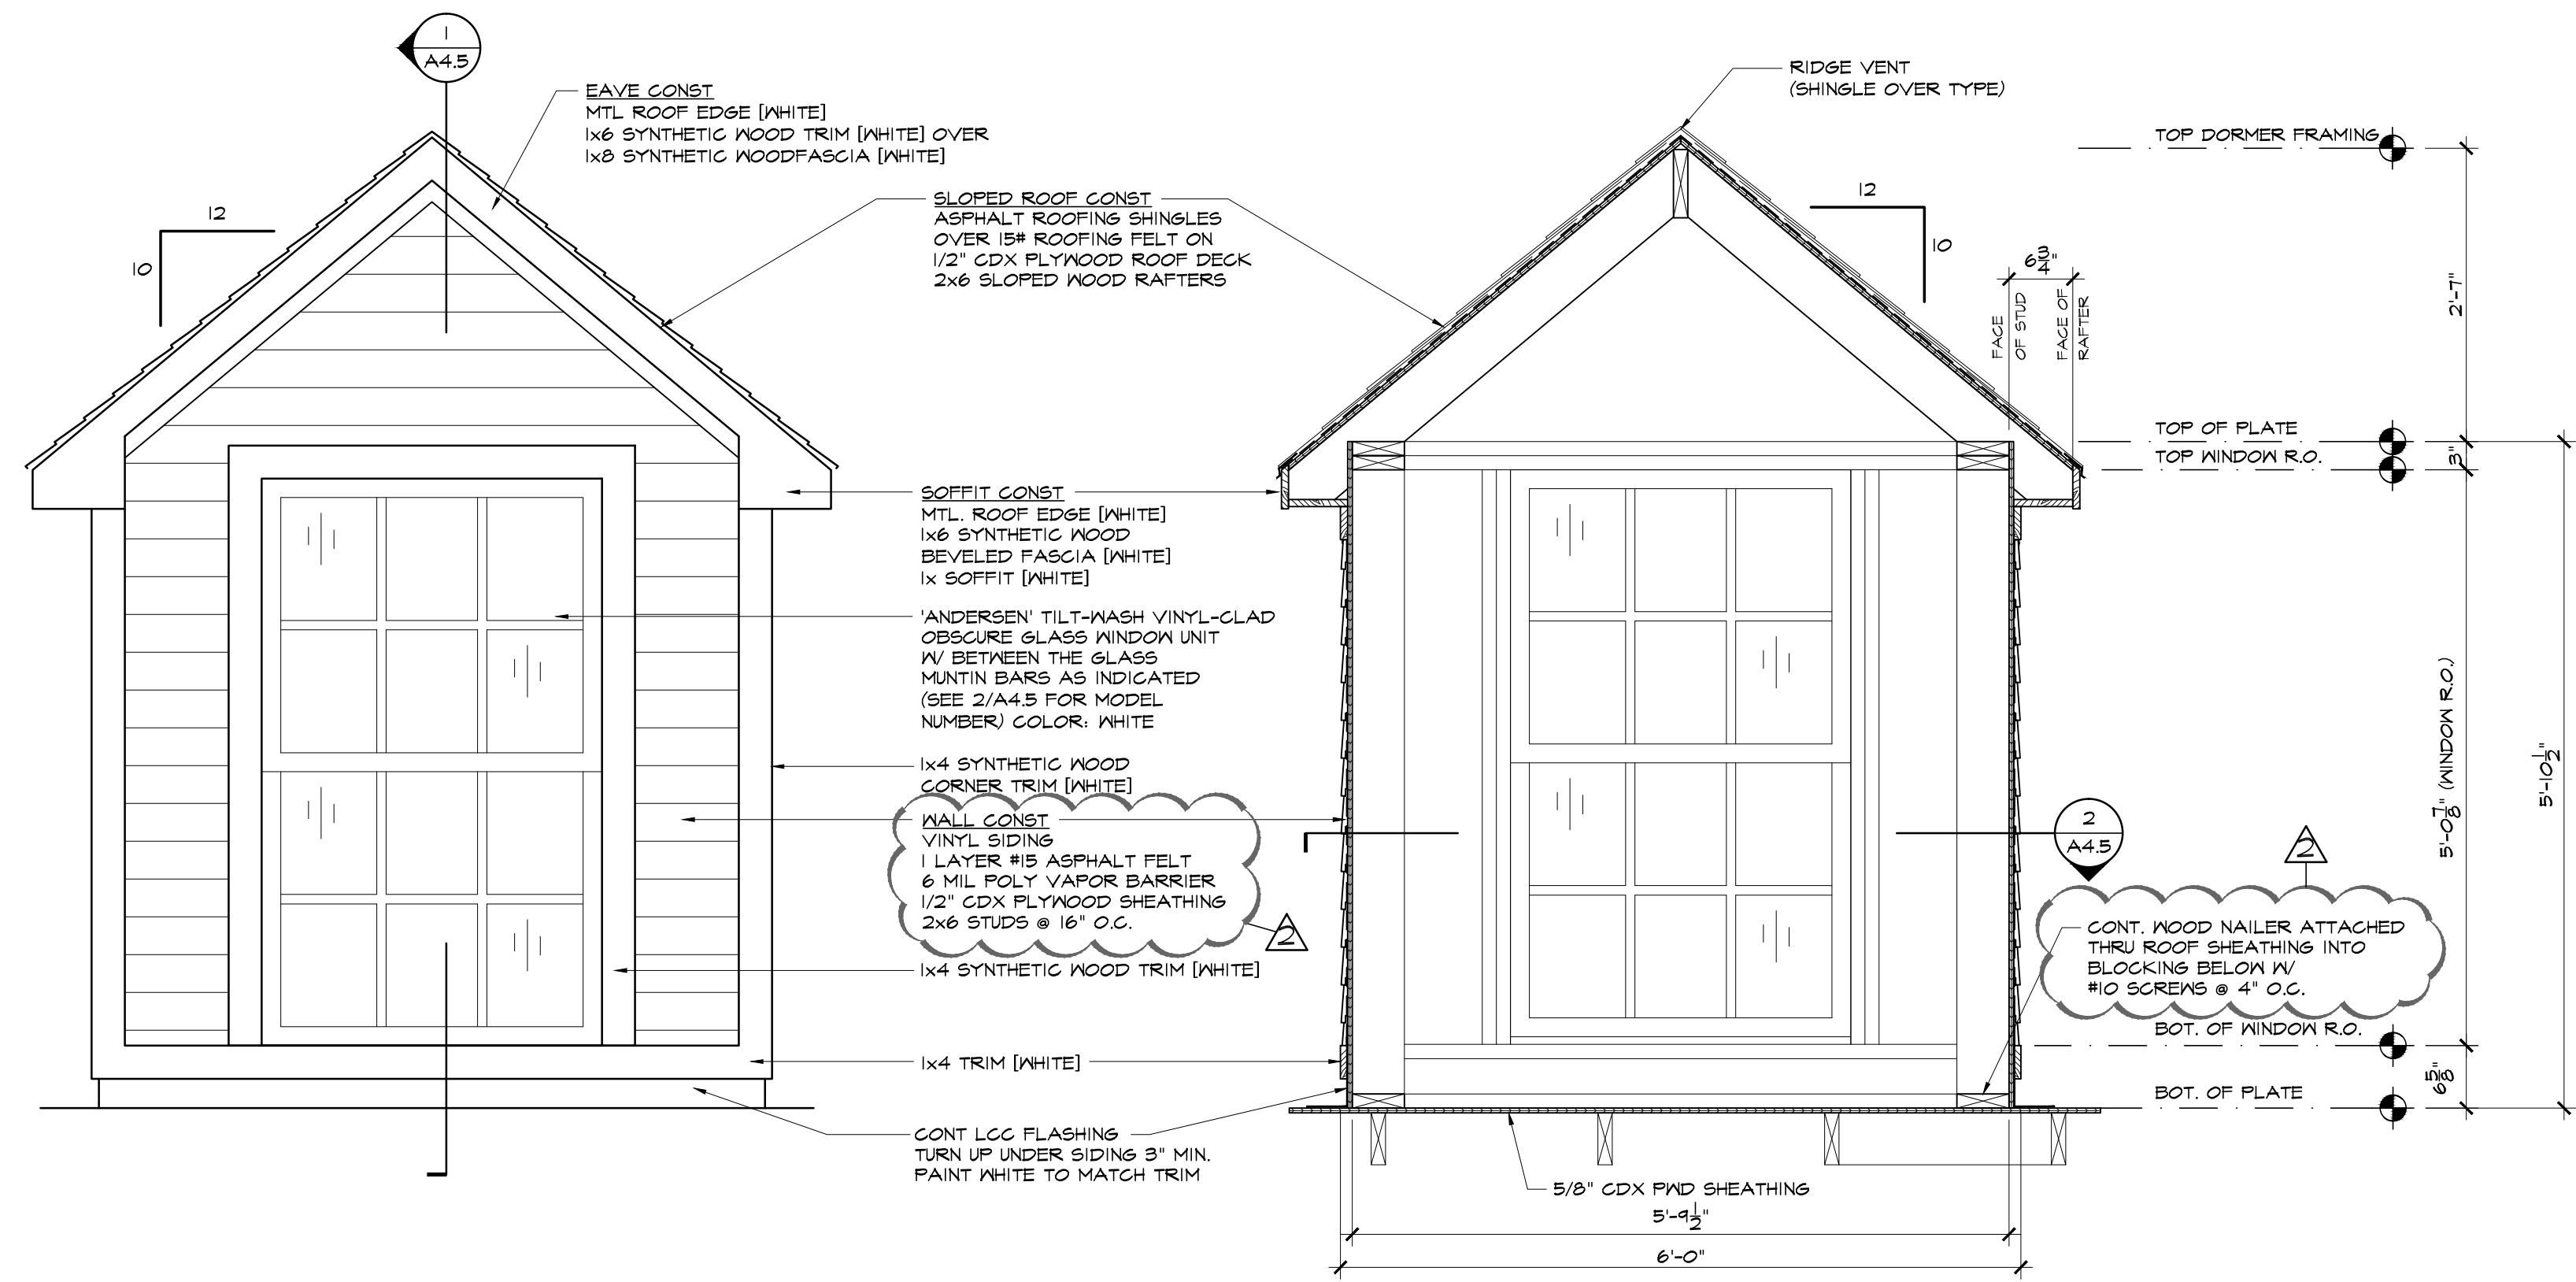 1
A4.5
EAVE CONST
MTL ROOF EDGE [WHITE]
1x6 SYNTHETIC WOOD TRIM [WHITE] OVER
1x8 SYNTHETIC WOODFASCIA [WHITE]
12
10
SLOPED ROOF CONST
ASPHALT ROOFING SHINGLES
OVER 15# ROOFING FELT ON
1/2" CDX PLYWOOD ROOF DECK
2x6 SLOPED WOOD RAFTERS
SOFFIT CONST
MTL. ROOF EDGE [WHITE]
1x6 SYNTHETIC WOOD
BEVELED FASCIA [WHITE]
1x SOFFIT [WHITE]
'ANDERSEN' TILT-WASH VINYL-CLAD
OBSCURE GLASS WINDOW UNIT
W/ BETWEEN THE GLASS
MUNTIN BARS AS INDICATED
(SEE 2/A4.5 FOR MODEL
NUMBER) COLOR: WHITE
1x4 SYNTHETIC WOOD
CORNER TRIM [WHITE]
WALL CONST
VINYL SIDING
1 LAYER #15 ASPHALT FELT
6 MIL POLY VAPOR BARRIER
1/2" CDX PLYWOOD SHEATHING
2x6 STUDS @ 16" O.C.
2
1x4 SYNTHETIC WOOD TRIM [WHITE]
1x4 TRIM [WHITE]
CONT LCC FLASHING
TURN UP UNDER SIDING 3" MIN.
PAINT WHITE TO MATCH TRIM
RIDGE VENT
(SHINGLE OVER TYPE)
12
10
6 3/4"
FACE
OF STUD
FACE OF
RAFTER
TOP DORMER FRAMING
2'-7"
TOP OF PLATE
TOP WINDOW R.O.
3"
5'-0 7/8" (WINDOW R.O.)
5'-10 1/2"
2
A4.5
2
CONT. WOOD NAILER ATTACHED
THRU ROOF SHEATHING INTO
BLOCKING BELOW W/
#10 SCREWS @ 4" O.C.
BOT. OF WINDOW R.O.
6 5/8"
BOT. OF PLATE
5/8" CDX PWD SHEATHING
5'-9 1/2"
6'-0"